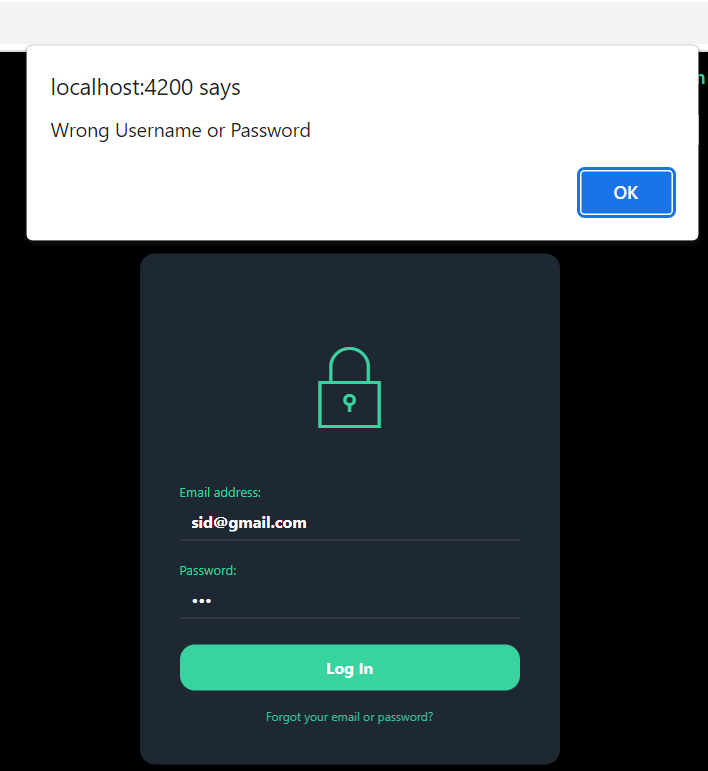 localhost:4200 says
Wrong Username or Password
OK
Email address:
sid@gmail.com
Password:
•••
Log In
Forgot your email or password?